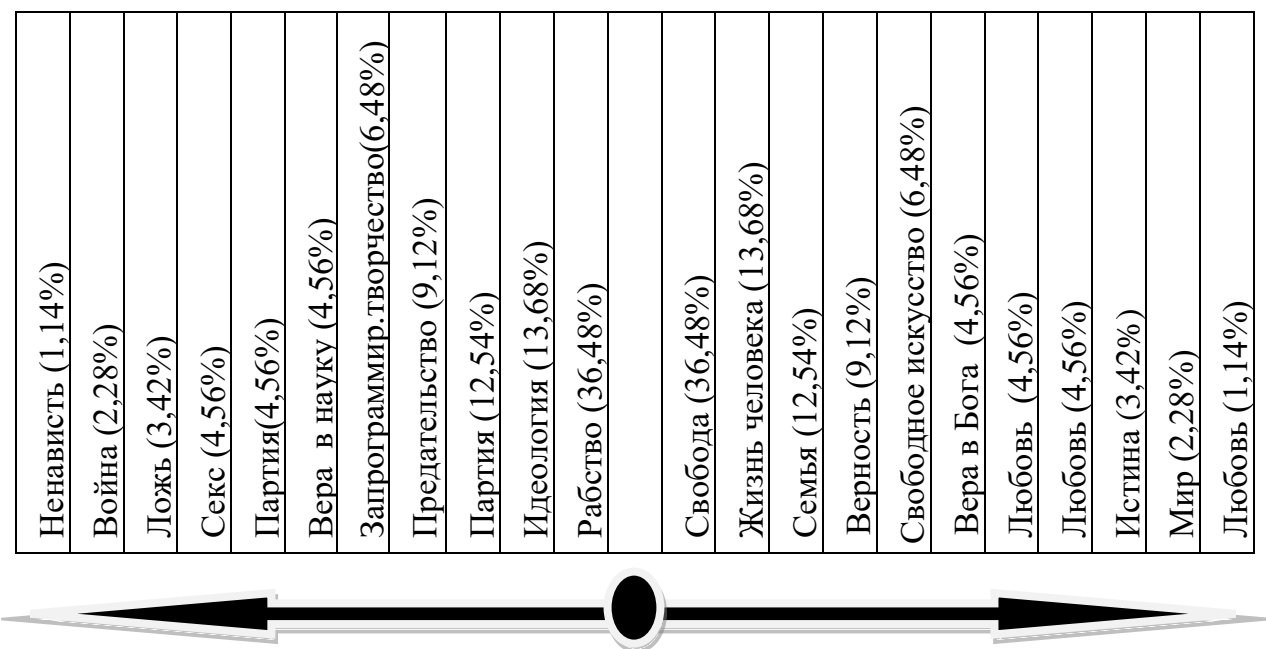 Ненависть (1,14%)
Война (2,28%)
Ложь (3,42%)
Секс (4,56%)
Партия(4,56%)
Вера в науку (4,56%)
Запрограммир.творчество(6,48%)
Предательство (9,12%)
Партия (12,54%)
Идеология (13,68%)
Рабство (36,48%)
Свобода (36,48%)
Жизнь человека (13,68%)
Семья (12,54%)
Верность (9,12%)
Свободное искусство (6,48%)
Вера в Бога (4,56%)
Любовь (4,56%)
Любовь (4,56%)
Истина (3,42%)
Мир (2,28%)
Любовь (1,14%)